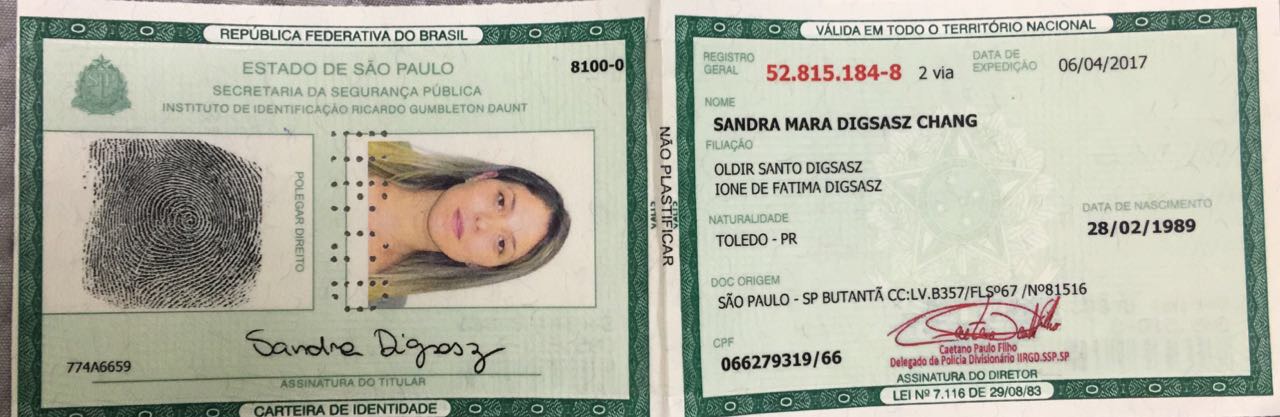 REPÚBLICA FEDERATIVA DO BRASIL
ESTADO DE SÃO PAULO
8100-0
SECRETARIA DA SEGURANÇA PÚBLICA
INSTITUTO DE IDENTIFICAÇÃO RICARDO GUMBLETON DAUNT
POLEGAR DIREITO
Sandra Digsasz
774A6659
ASSINATURA DO TITULAR
CARTEIRA DE IDENTIDADE
NÃO PLASTIFICAR
VÁLIDA EM TODO O TERRITÓRIO NACIONAL
REGISTRO GERAL 52.815.184-8 2 via DATA DE EXPEDIÇÃO 06/04/2017
NOME
SANDRA MARA DIGSASZ CHANG
FILIAÇÃO
OLDIR SANTO DIGSASZ
IONE DE FATIMA DIGSASZ
NATURALIDADE
TOLEDO - PR
DATA DE NASCIMENTO
28/02/1989
DOC ORIGEM
SÃO PAULO - SP BUTANTÃ CC:LV.B357/FLSº67 /Nº81516
CPF
066279319/66
Caetano Paulo Filho
Delegado de Polícia Divisionário IIRGD.SSP.SP
ASSINATURA DO DIRETOR
LEI Nº 7.116 DE 29/08/83